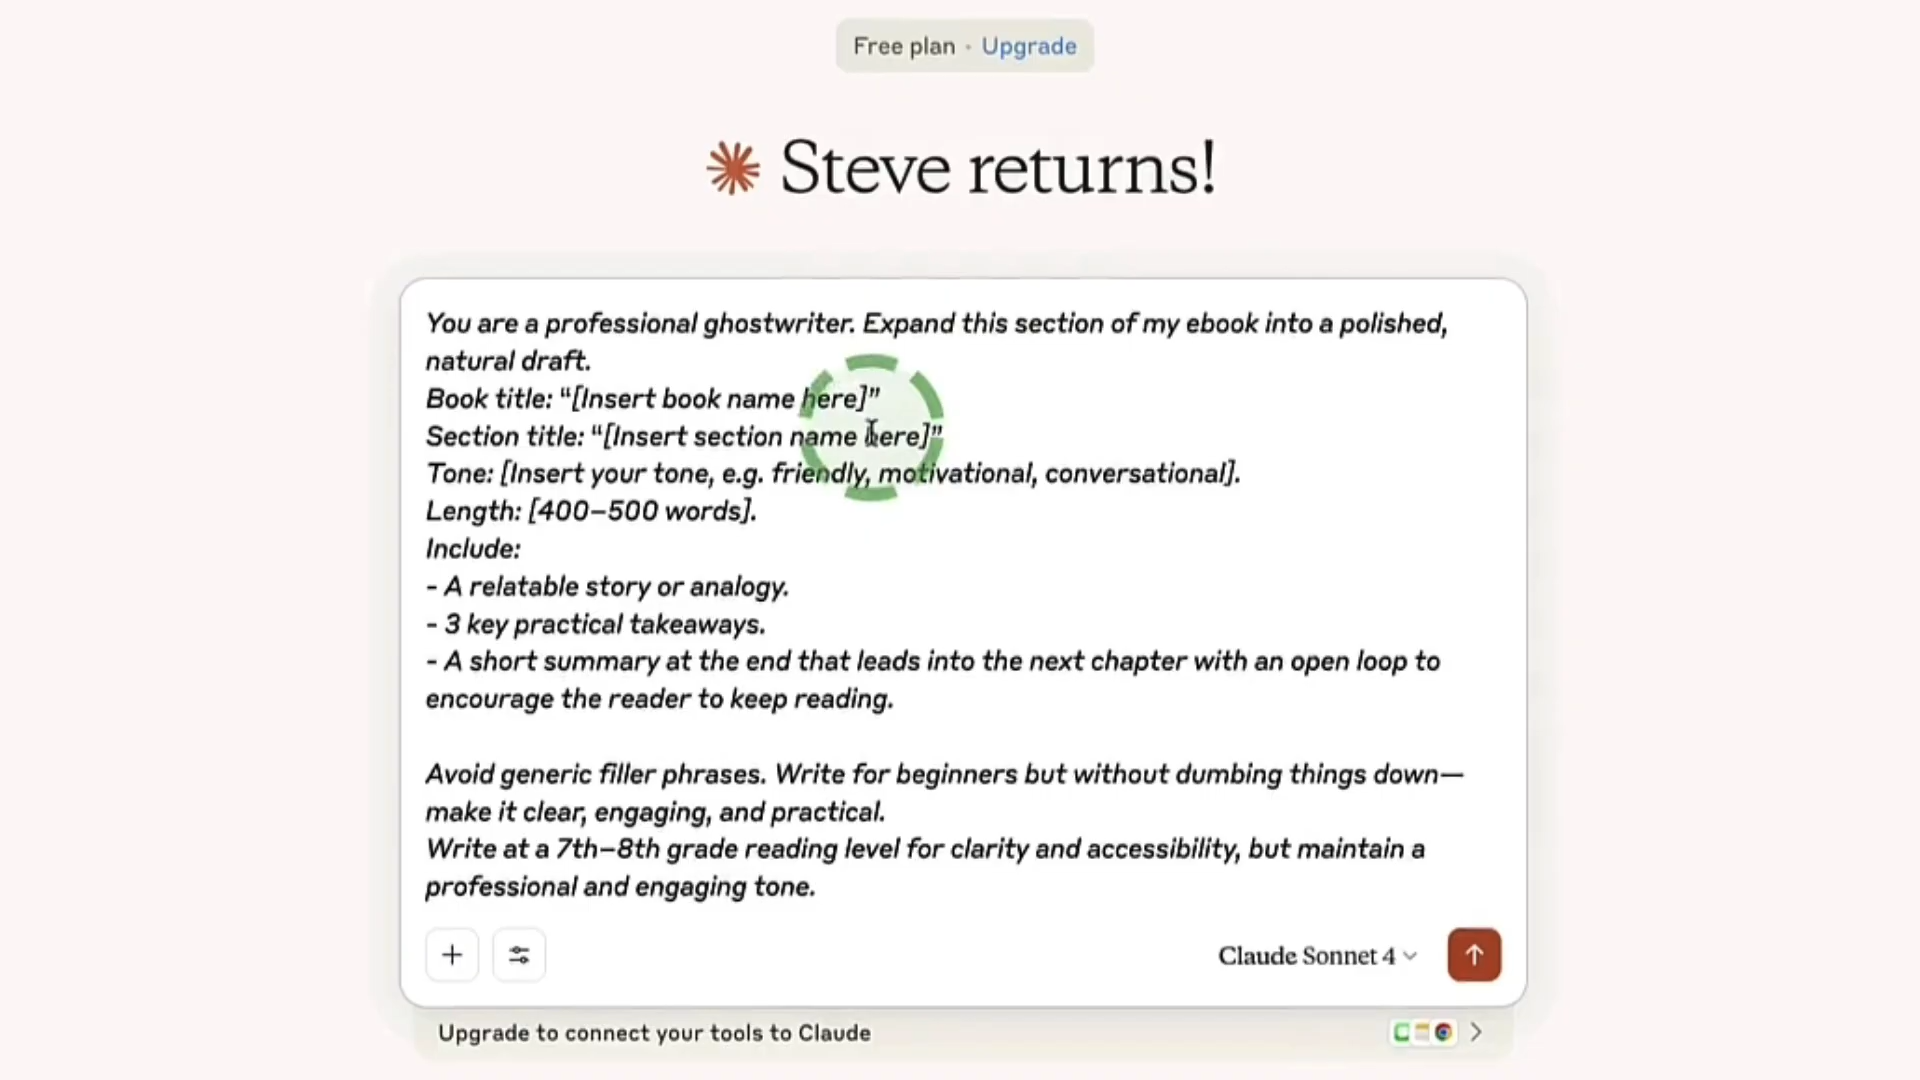 Free plan · Upgrade
Steve returns!
You are a professional ghostwriter. Expand this section of my ebook into a polished,
natural draft.
Book title: “[Insert book name here]”
Section title: “[Insert section name here]”
Tone: [Insert your tone, e.g. friendly, motivational, conversational].
Length: [400–500 words].
Include:
- A relatable story or analogy.
- 3 key practical takeaways.
- A short summary at the end that leads into the next chapter with an open loop to
encourage the reader to keep reading.
Avoid generic filler phrases. Write for beginners but without dumbing things down—
make it clear, engaging, and practical.
Write at a 7th–8th grade reading level for clarity and accessibility, but maintain a
professional and engaging tone.
Claude Sonnet 4
Upgrade to connect your tools to Claude